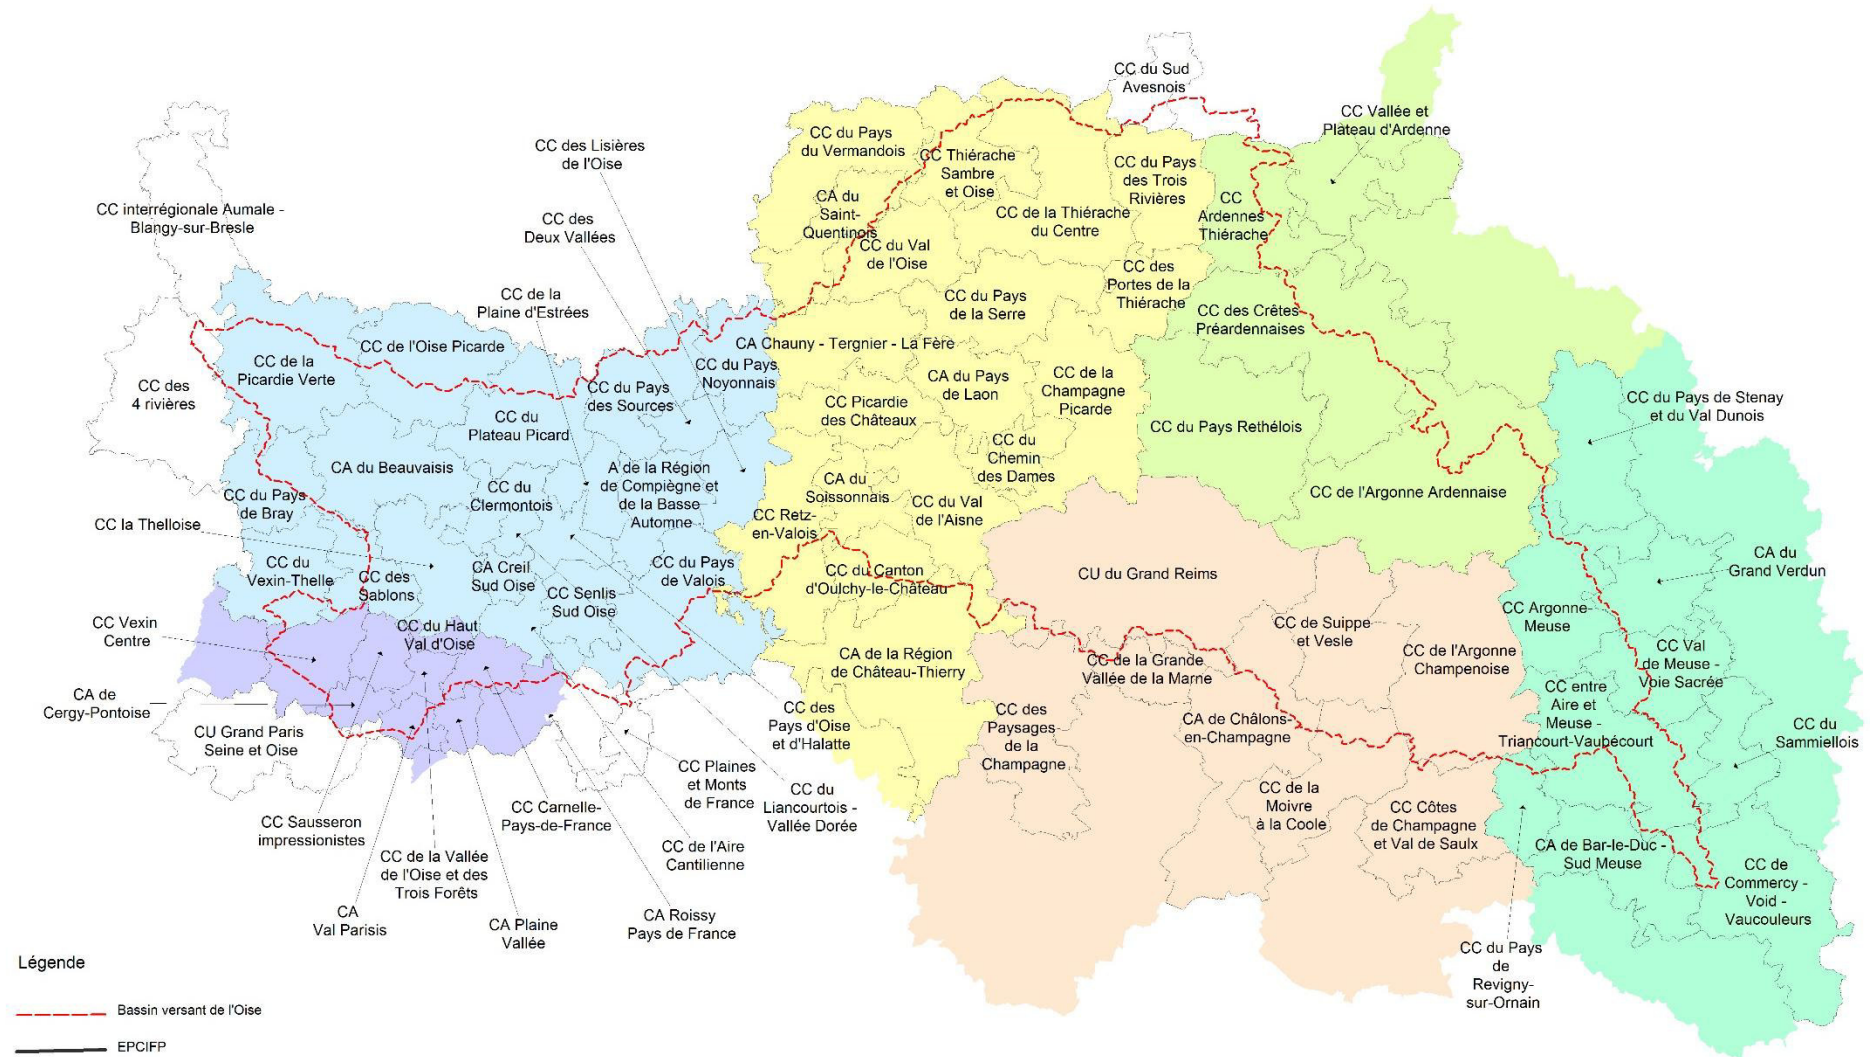 CC du Sud
Avesnois
CC Vallée et
Plateau d'Ardenne
CC des Lisières
de l'Oise
CC du Pays
du Vermandois
CC Thiérache
Sambre
et Oise
CC du Pays
des Trois
Rivières
CC interrégionale Aumale -
Blangy-sur-Bresle
CC des
Deux Vallées
CA du
Saint-
Quentinois
CC de la Thiérache
du Centre
CC
Ardennes
Thiérache
CC du Val
de l'Oise
CC de la
Plaine d'Estrées
CC du Pays
de la Serre
CC des
Portes de la
Thiérache
CC des Crêtes
Préardennaises
CC de l'Oise Picarde
CA Chauny - Tergnier - La Fère
CC de la
Picardie Verte
CC des
4 rivières
CC du Pays
des Sources
CC du Pays
Noyonnais
CA du Pays
de Laon
CC de la
Champagne
Picarde
CC du Pays de Stenay
et du Val Dunois
CC du
Plateau Picard
CC Picardie
des Châteaux
CC du Pays Rethélois
CA du Beauvaisis
A de la Région
de Compiègne et
de la Basse
Automne
CC du
Chemin
des Dames
CC du
Clermontois
CA du
Soissonnais
CC de l'Argonne Ardennaise
CC du Pays
de Bray
CC Retz-
en-Valois
CC du Val
de l'Aisne
CC la Thelloise
CC du
Vexin-Thelle
CC des
Sablons
CA Creil
Sud Oise
CC Senlis
Sud Oise
CC du Pays
de Valois
CC du Canton
d'Oulchy-le-Château
CU du Grand Reims
CA du
Grand Verdun
CC Vexin
Centre
CC du Haut
Val d'Oise
CC de Suippe
et Vesle
CC Argonne-
Meuse
CA de la Région
de Château-Thierry
CC de la Grande
Vallée de la Marne
CC de l'Argonne
Champenoise
CC Val
de Meuse -
Voie Sacrée
CA de
Cergy-Pontoise
CU Grand Paris
Seine et Oise
CC des
Pays d'Oise
et d'Halatte
CC des
Paysages
de la
Champagne
CA de Châlons-
en-Champagne
CC entre
Aire et
Meuse -
Triancourt-Vaubécourt
CC du
Sammiellois
CC Plaines
et Monts
de France
CC du
Liancourtois -
Vallée Dorée
CC Sausseron
impressionistes
CC Carnelle-
Pays-de-France
CC de l'Aire
Cantilienne
CC de la
Moivre
à la Coole
CC Côtes
de Champagne
et Val de Saulx
CA de Bar-le-Duc -
Sud Meuse
CC de la Vallée
de l'Oise et des
Trois Forêts
CC de
Commercy -
Void -
Vaucouleurs
CA
Val Parisis
CA Plaine
Vallée
CA Roissy
Pays de France
CC du Pays
de
Revigny-
sur-Ornain
Légende
Bassin versant de l'Oise
EPCIFP